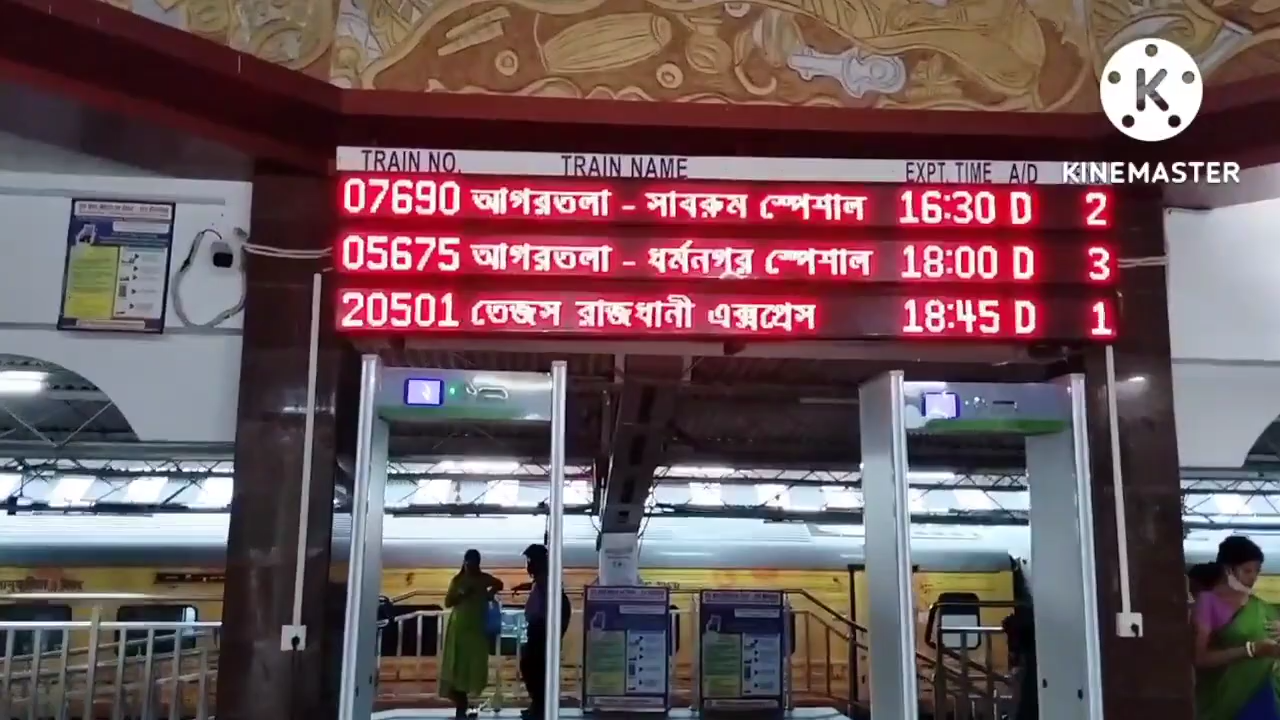 TRAIN NO. TRAIN NAME EXPT. TIME A/D
07690 আগরতলা - সাবরুম স্পেশাল 16:30 D 2
05675 আগরতলা - ধর্মনগর স্পেশাল 18:00 D 3
20501 তেজস রাজধানী এক্সপ্রেস 18:45 D 1
K
KINEMASTER